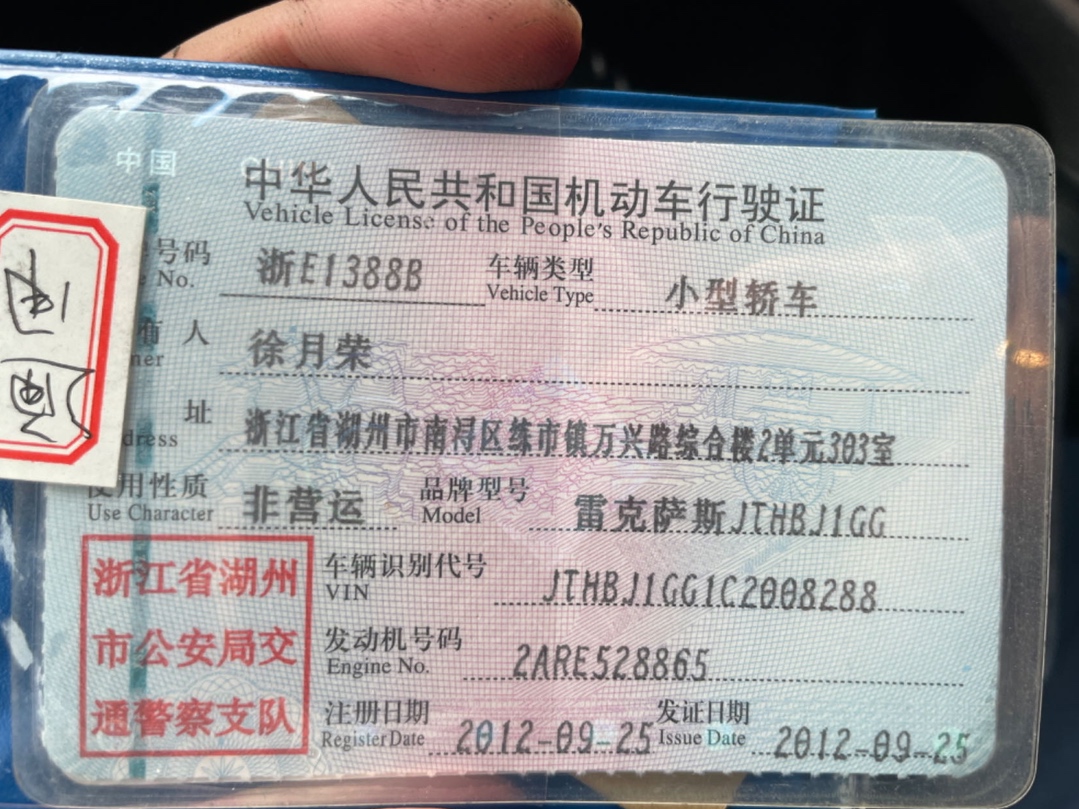 中国 CHINA
中华人民共和国机动车行驶证
Vehicle License of the People's Republic of China
号码 浙E1388B 车辆类型 小型轿车
No. Vehicle Type
有人 徐月荣
ner
址 浙江省湖州市南浔区练市镇万兴路综合楼2单元303室
dress
使用性质 非营运 品牌型号 雷克萨斯JTHBJ1GG
Use Character Model
浙江省湖州
市公安局交
通警察支队
车辆识别代号 JTHBJ1GG1C2008288
VIN
发动机号码 2ARE528865
Engine No.
注册日期 2012-09-25 发证日期 2012-09-25
Register Date Issue Date